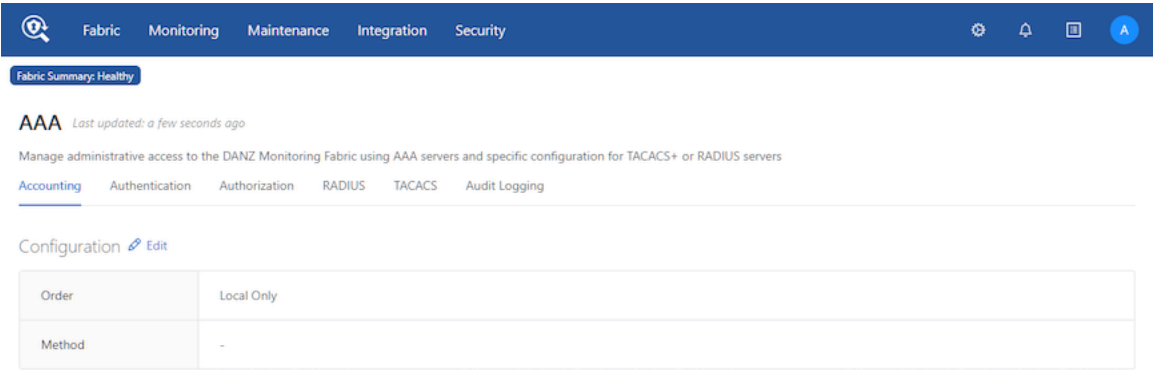 Fabric Monitoring Maintenance Integration Security A
Fabric Summary: Healthy
AAA Last updated: a few seconds ago
Manage administrative access to the DANZ Monitoring Fabric using AAA servers and specific configuration for TACACS+ or RADIUS servers
Accounting Authentication Authorization RADIUS TACACS Audit Logging
Configuration Edit
Order Local Only
Method -